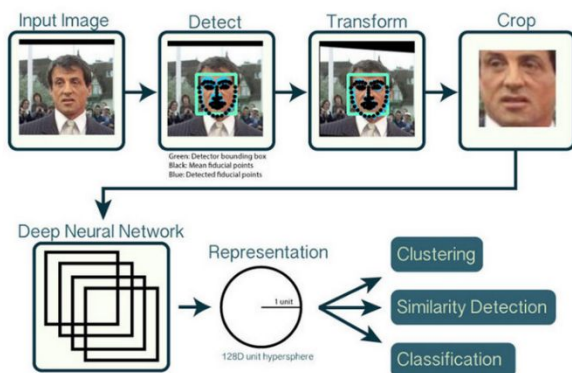 Input Image
Detect
Transform
Crop
Green: Detector bounding box
Black: Mean fiducial points
Blue: Detected fiducial points
Deep Neural Network
Representation
1 unit
128D unit hypersphere
Clustering
Similarity Detection
Classification